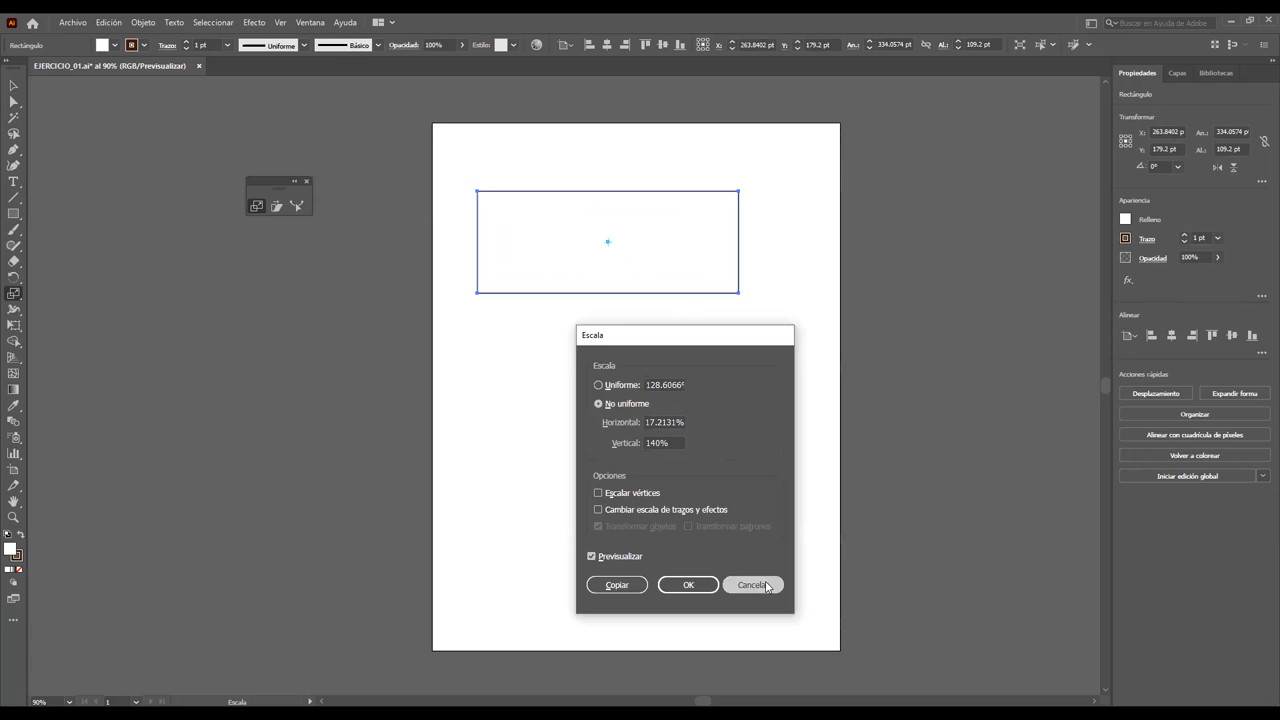 Ai Archivo Edición Objeto Texto Seleccionar Efecto Ver Ventana Ayuda Buscar en Ayuda de Adobe
Rectángulo Trazo: 1 pt Uniforme Básico Opacidad: 100% Estilo: X: 263.8402 pt Y: 179.2 pt An.: 334.0574 pt Al.: 109.2 pt
EJERCICIO_01.ai* al 90% (RGB/Previsualizar) ×
Propiedades Capas Bibliotecas
Rectángulo
Transformar
X: 263.8402 p An.: 334.0574 p
Y: 179.2 pt Al.: 109.2 pt
0°
Apariencia
Relleno
Trazo 1 pt
Opacidad 100%
fx
Alinear
Acciones rápidas
Desplazamiento Expandir forma
Organizar
Alinear con cuadrícula de píxeles
Volver a colorear
Iniciar edición global
Escala
Escala
Uniforme: 128.6066
No uniforme
Horizontal: 17.2131%
Vertical: 140%
Opciones
Escalar vértices
Cambiar escala de trazos y efectos
Transformar objetos Transformar patrones
Previsualizar
Copiar OK Cancela
90% 1 Escala